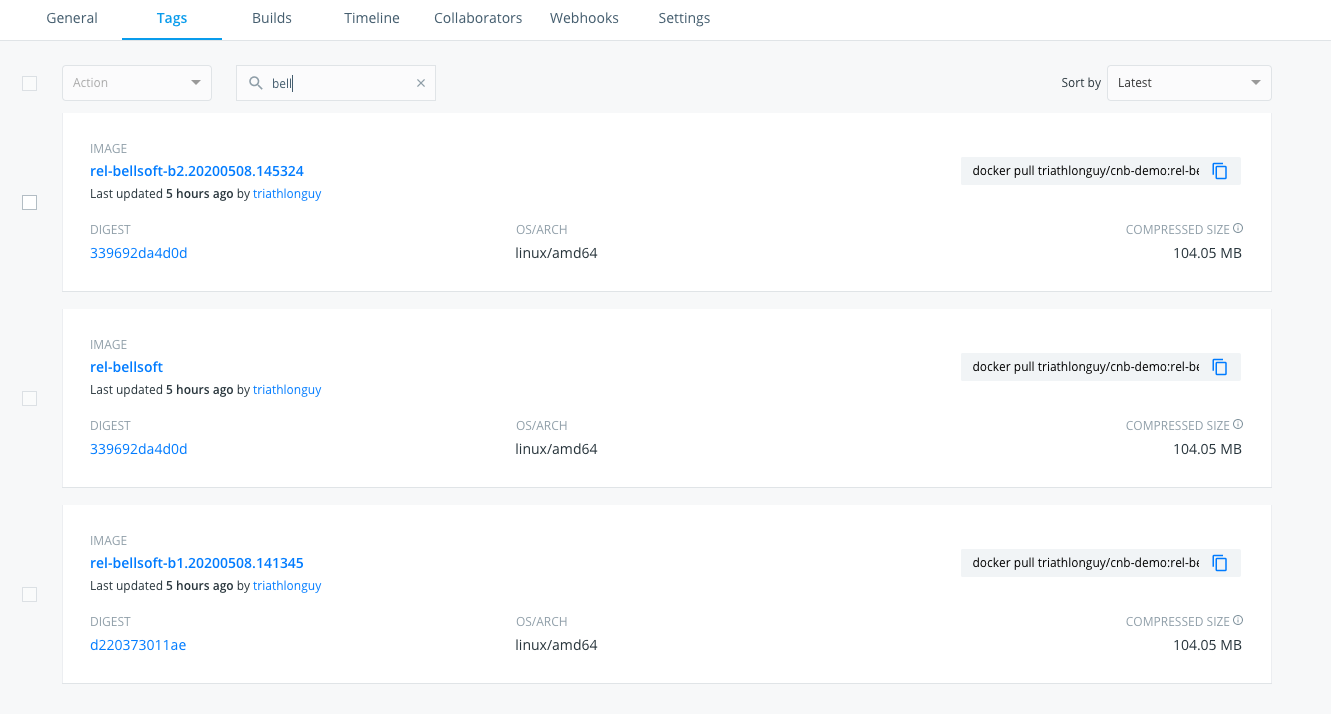 General Tags Builds Timeline Collaborators Webhooks Settings
Action bell Sort by Latest
IMAGE
rel-bellsoft-b2.20200508.145324
docker pull triathlonguy/cnb-demo:rel-be
Last updated 5 hours ago by triathlonguy
DIGEST OS/ARCH COMPRESSED SIZE
339692da4d0d linux/amd64 104.05 MB
IMAGE
rel-bellsoft
docker pull triathlonguy/cnb-demo:rel-be
Last updated 5 hours ago by triathlonguy
DIGEST OS/ARCH COMPRESSED SIZE
339692da4d0d linux/amd64 104.05 MB
IMAGE
rel-bellsoft-b1.20200508.141345
docker pull triathlonguy/cnb-demo:rel-be
Last updated 5 hours ago by triathlonguy
DIGEST OS/ARCH COMPRESSED SIZE
d220373011ae linux/amd64 104.05 MB